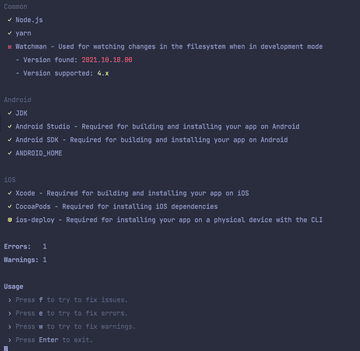 Common
✓ Node.js
✓ yarn
✖ Watchman - Used for watching changes in the filesystem when in development mode
- Version found: 2021.10.18.00
- Version supported: 4.x
Android
✓ JDK
✓ Android Studio - Required for building and installing your app on Android
✓ Android SDK - Required for building and installing your app on Android
✓ ANDROID_HOME
iOS
✓ Xcode - Required for building and installing your app on iOS
✓ CocoaPods - Required for installing iOS dependencies
● ios-deploy - Required for installing your app on a physical device with the CLI
Errors: 1
Warnings: 1
Usage
› Press f to try to fix issues.
› Press e to try to fix errors.
› Press w to try to fix warnings.
› Press Enter to exit.